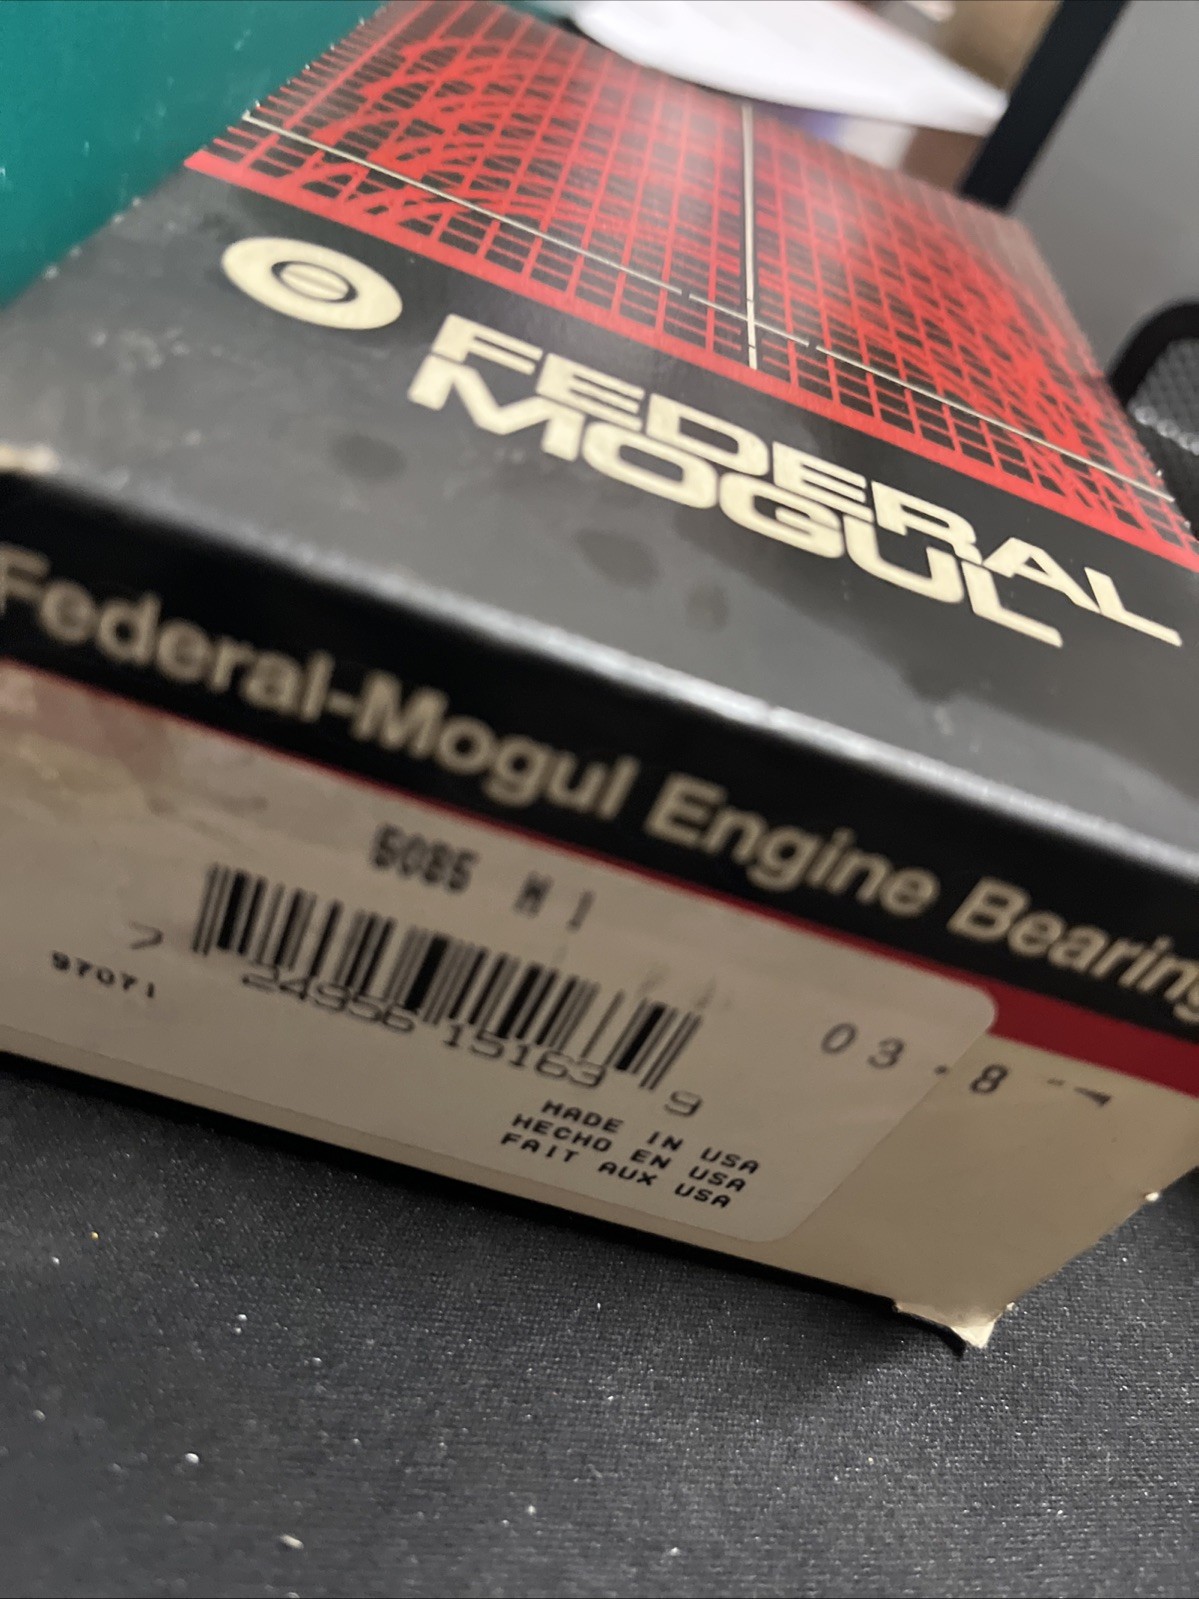 FEDERAL
MOGUL
Federal-Mogul Engine Bearing
5085 M 1
7 24956 15163 9
97071
03.8
MADE IN USA
HECHO EN USA
FAIT AUX USA